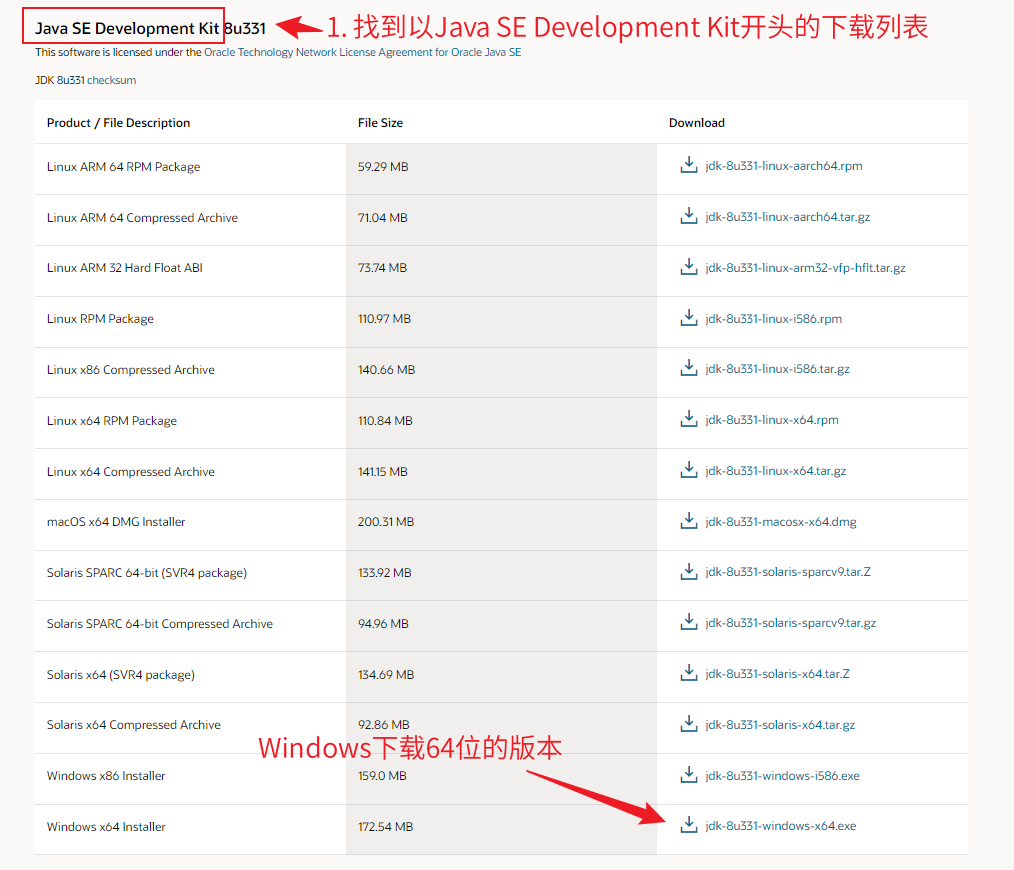 Java SE Development Kit 8u331
1. 找到以Java SE Development Kit开头的下载列表
This software is licensed under the Oracle Technology Network License Agreement for Oracle Java SE
JDK 8u331 checksum
Product / File Description File Size Download
Linux ARM 64 RPM Package 59.29 MB jdk-8u331-linux-aarch64.rpm
Linux ARM 64 Compressed Archive 71.04 MB jdk-8u331-linux-aarch64.tar.gz
Linux ARM 32 Hard Float ABI 73.74 MB jdk-8u331-linux-arm32-vfp-hflt.tar.gz
Linux RPM Package 110.97 MB jdk-8u331-linux-i586.rpm
Linux x86 Compressed Archive 140.66 MB jdk-8u331-linux-i586.tar.gz
Linux x64 RPM Package 110.84 MB jdk-8u331-linux-x64.rpm
Linux x64 Compressed Archive 141.15 MB jdk-8u331-linux-x64.tar.gz
macOS x64 DMG Installer 200.31 MB jdk-8u331-macosx-x64.dmg
Solaris SPARC 64-bit (SVR4 package) 133.92 MB jdk-8u331-solaris-sparcv9.tar.Z
Solaris SPARC 64-bit Compressed Archive 94.96 MB jdk-8u331-solaris-sparcv9.tar.gz
Solaris x64 (SVR4 package) 134.69 MB jdk-8u331-solaris-x64.tar.Z
Solaris x64 Compressed Archive 92.86 MB jdk-8u331-solaris-x64.tar.gz
Windows下载64位的版本
Windows x86 Installer 159.0 MB jdk-8u331-windows-i586.exe
Windows x64 Installer 172.54 MB jdk-8u331-windows-x64.exe